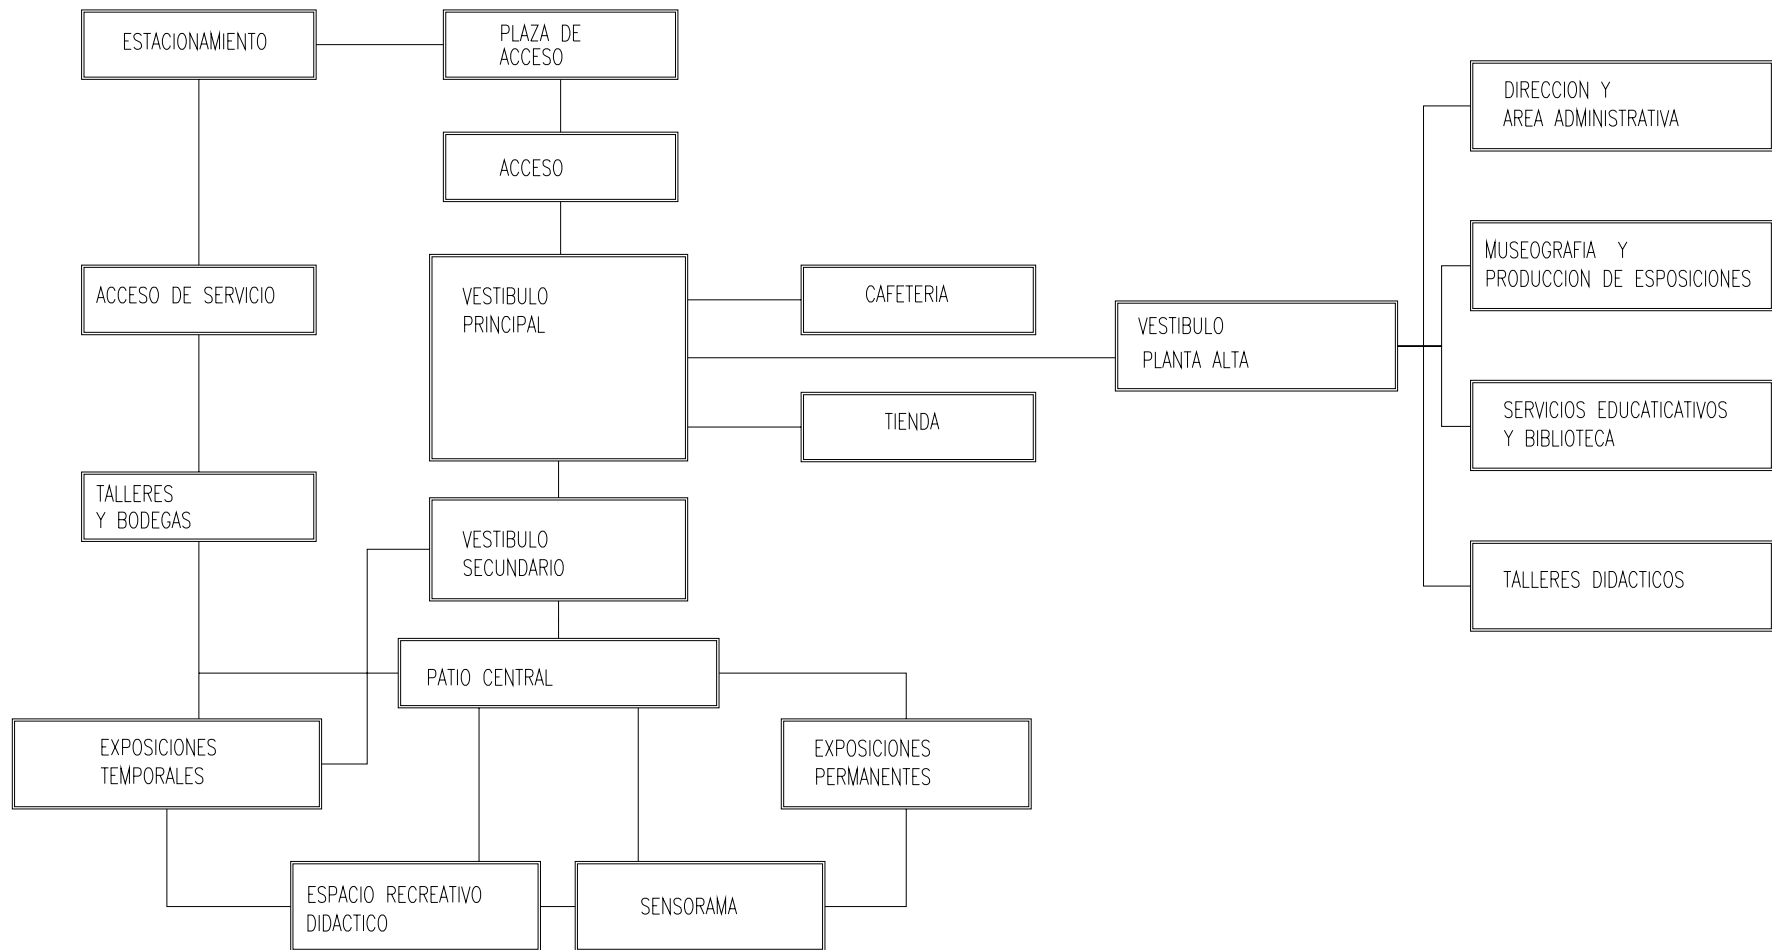 ESTACIONAMIENTO
PLAZA DE
ACCESO
DIRECCION Y
AREA ADMINISTRATIVA
ACCESO
MUSEOGRAFIA Y
PRODUCCION DE ESPOSICIONES
ACCESO DE SERVICIO
VESTIBULO
PRINCIPAL
CAFETERIA
VESTIBULO
PLANTA ALTA
TIENDA
SERVICIOS EDUCATICATIVOS
Y BIBLIOTECA
TALLERES
Y BODEGAS
VESTIBULO
SECUNDARIO
TALLERES DIDACTICOS
PATIO CENTRAL
EXPOSICIONES
TEMPORALES
EXPOSICIONES
PERMANENTES
ESPACIO RECREATIVO
DIDACTICO
SENSORAMA